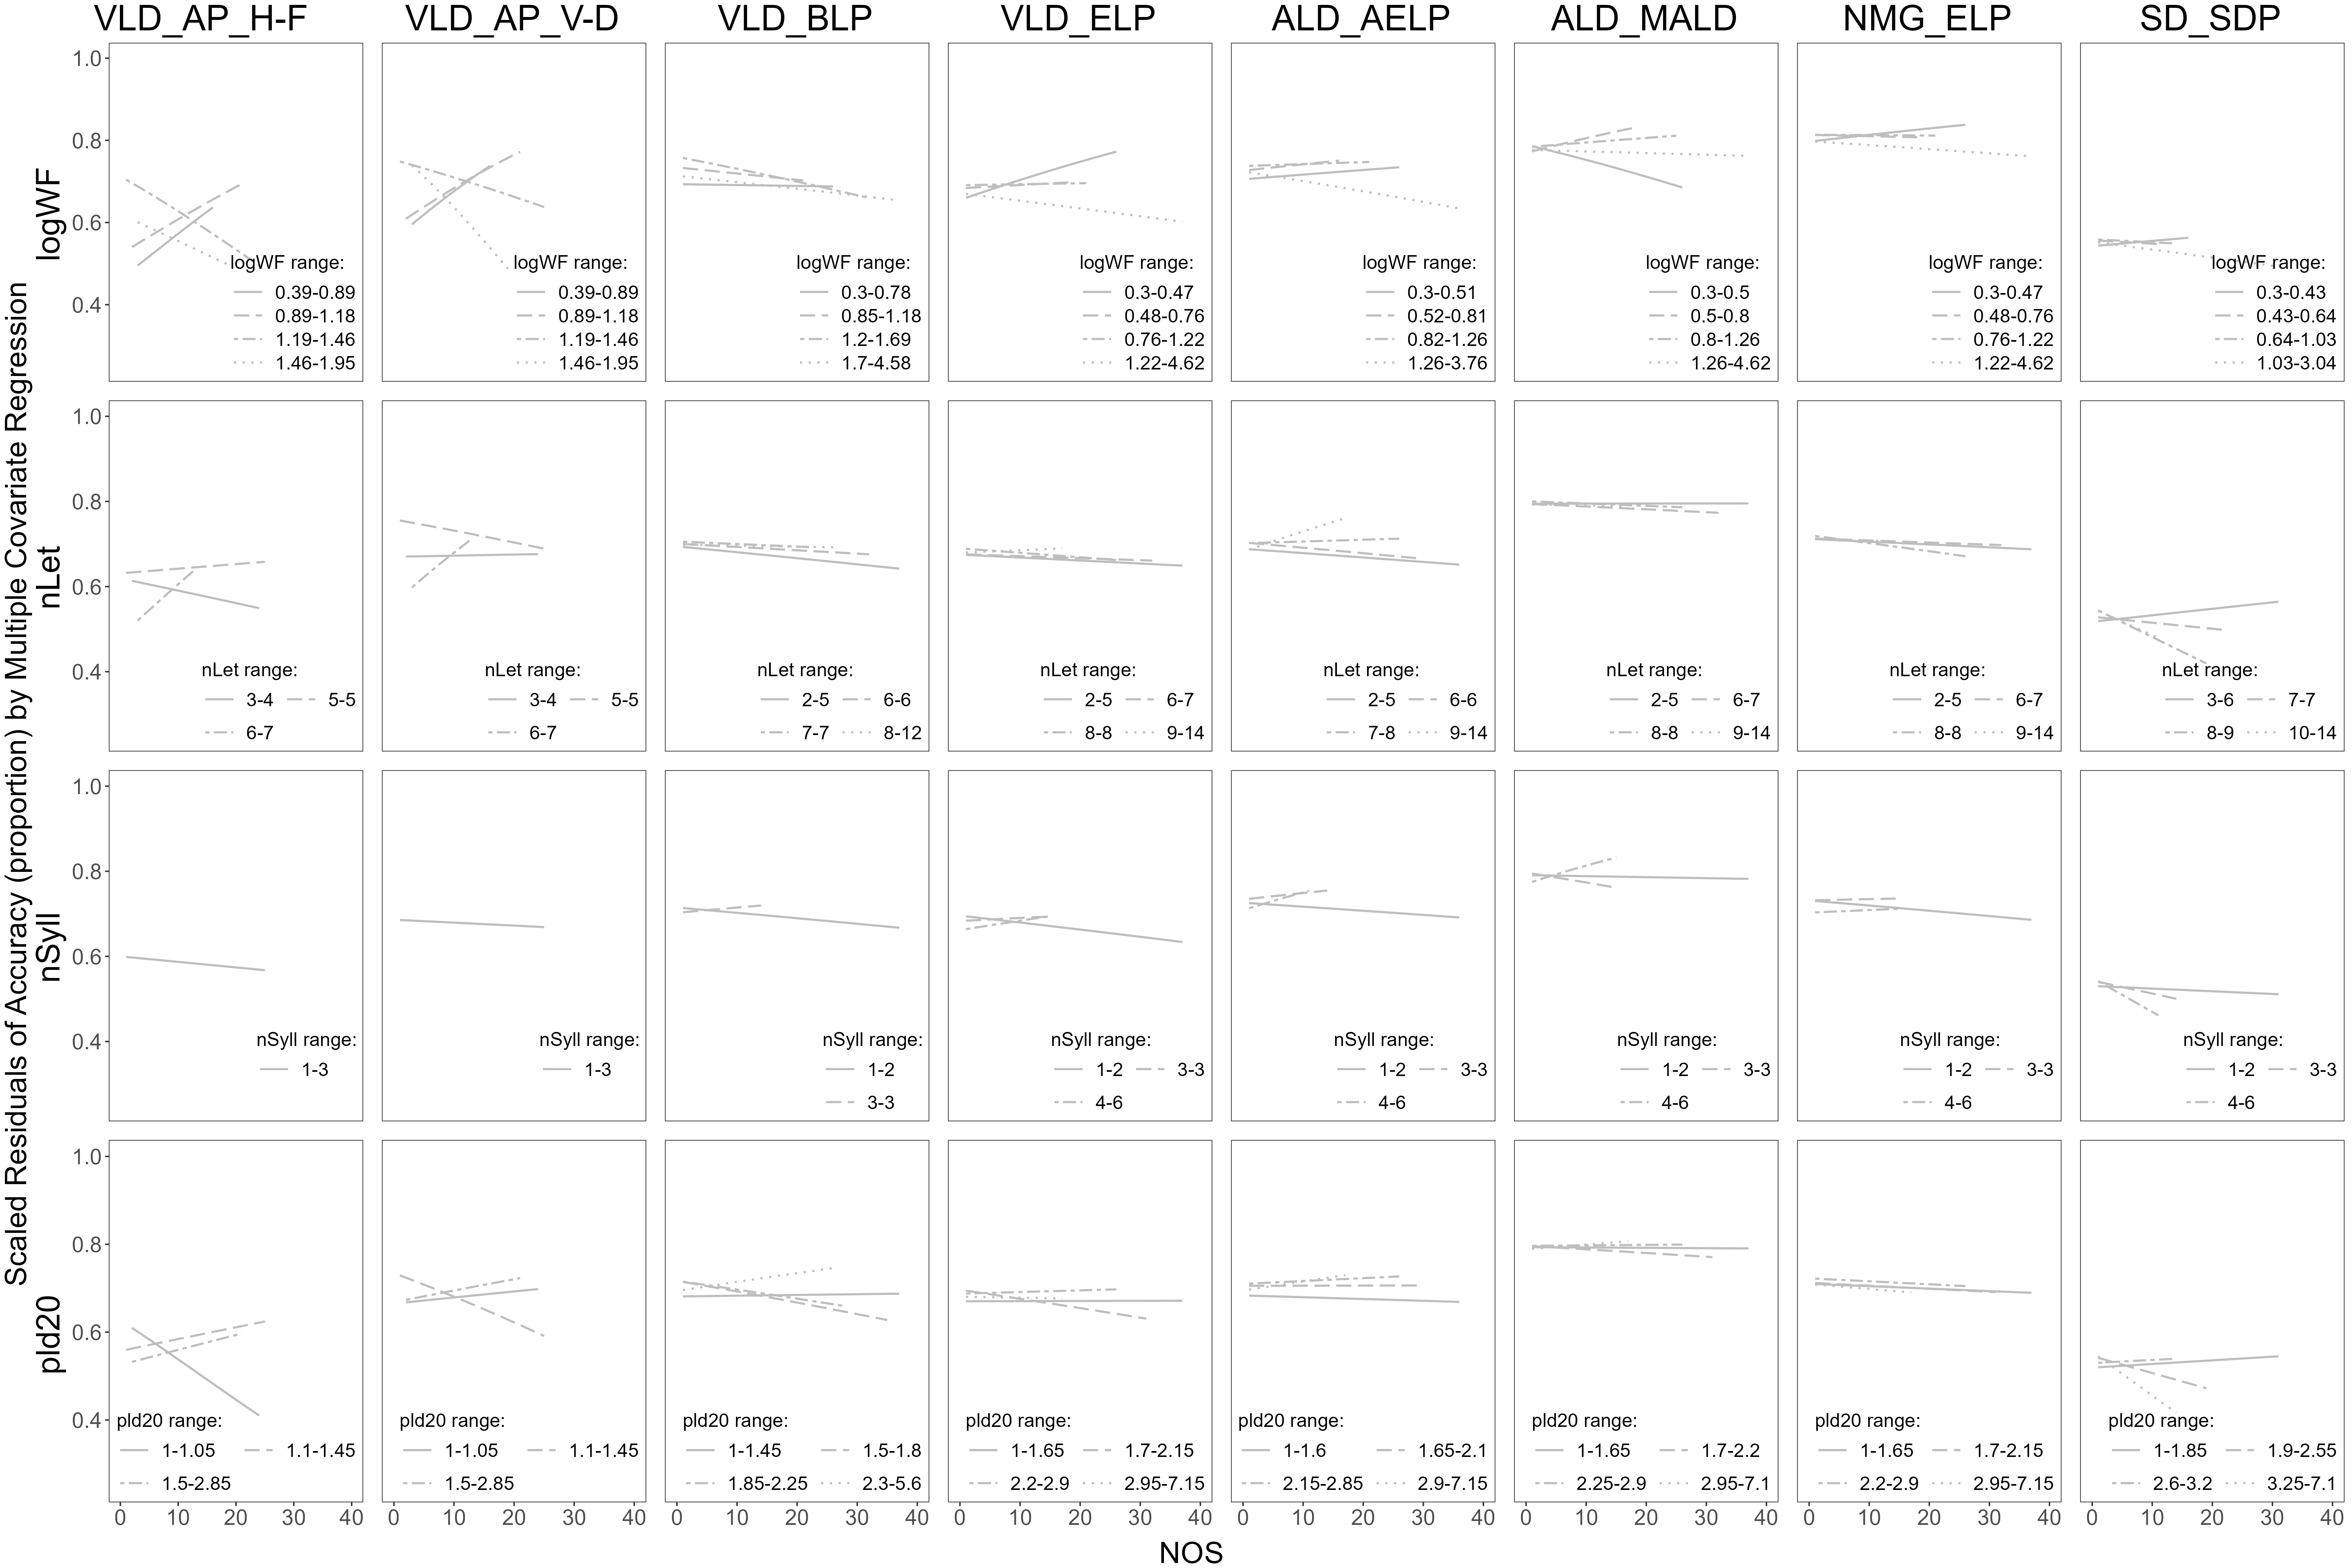 VLD_AP_H-F VLD_AP_V-D VLD_BLP VLD_ELP ALD_AELP ALD_MALD NMG_ELP SD_SDP
Scaled Residuals of Accuracy (proportion) by Multiple Covariate Regression
logWF
1.0
0.8
0.6
0.4
logWF range:
0.39-0.89
0.89-1.18
1.19-1.46
1.46-1.95
logWF range:
0.39-0.89
0.89-1.18
1.19-1.46
1.46-1.95
logWF range:
0.3-0.78
0.85-1.18
1.2-1.69
1.7-4.58
logWF range:
0.3-0.47
0.48-0.76
0.76-1.22
1.22-4.62
logWF range:
0.3-0.51
0.52-0.81
0.82-1.26
1.26-3.76
logWF range:
0.3-0.5
0.5-0.8
0.8-1.26
1.26-4.62
logWF range:
0.3-0.47
0.48-0.76
0.76-1.22
1.22-4.62
logWF range:
0.3-0.43
0.43-0.64
0.64-1.03
1.03-3.04
nLet
1.0
0.8
0.6
0.4
nLet range:
3-4 5-5
6-7
nLet range:
3-4 5-5
6-7
nLet range:
2-5 6-6
7-7 8-12
nLet range:
2-5 6-7
8-8 9-14
nLet range:
2-5 6-6
7-8 9-14
nLet range:
2-5 6-7
8-8 9-14
nLet range:
2-5 6-7
8-8 9-14
nLet range:
3-6 7-7
8-9 10-14
nSyll
1.0
0.8
0.6
0.4
nSyll range:
1-3
nSyll range:
1-3
nSyll range:
1-2
3-3
nSyll range:
1-2 3-3
4-6
nSyll range:
1-2 3-3
4-6
nSyll range:
1-2 3-3
4-6
nSyll range:
1-2 3-3
4-6
nSyll range:
1-2 3-3
4-6
pld20
1.0
0.8
0.6
0.4
pld20 range:
1-1.05 1.1-1.45
1.5-2.85
pld20 range:
1-1.05 1.1-1.45
1.5-2.85
pld20 range:
1-1.45 1.5-1.8
1.85-2.25 2.3-5.6
pld20 range:
1-1.65 1.7-2.15
2.2-2.9 2.95-7.15
pld20 range:
1-1.6 1.65-2.1
2.15-2.85 2.9-7.15
pld20 range:
1-1.65 1.7-2.2
2.25-2.9 2.95-7.1
pld20 range:
1-1.65 1.7-2.15
2.2-2.9 2.95-7.15
pld20 range:
1-1.85 1.9-2.55
2.6-3.2 3.25-7.1
0 10 20 30 40 0 10 20 30 40 0 10 20 30 40 0 10 20 30 40 0 10 20 30 40 0 10 20 30 40 0 10 20 30 40 0 10 20 30 40
NOS